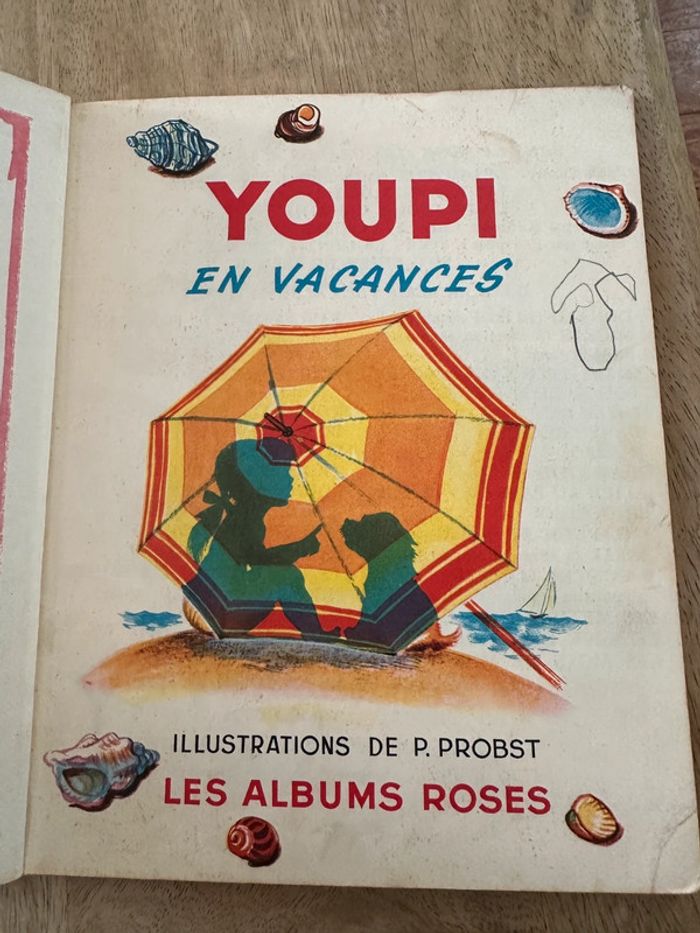 YOUPI
EN VACANCES
ILLUSTRATIONS DE P. PROBST
LES ALBUMS ROSES